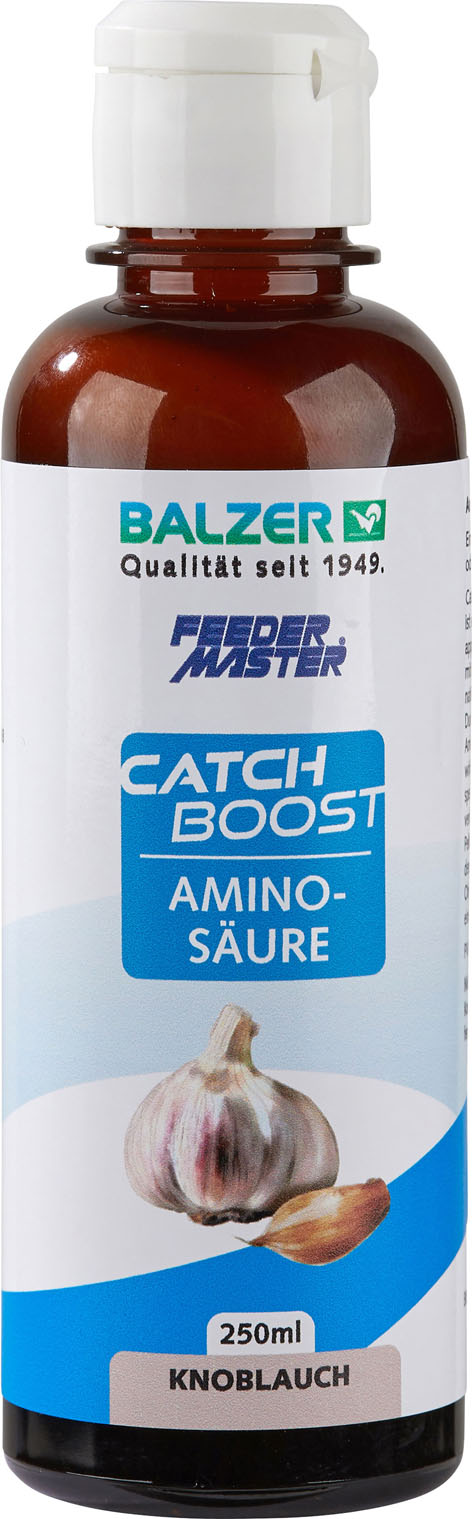 BALZER
Qualität seit 1949.
FEEDER
MASTER
CATCH
BOOST
AMINO-
SÄURE
250ml
KNOBLAUCH